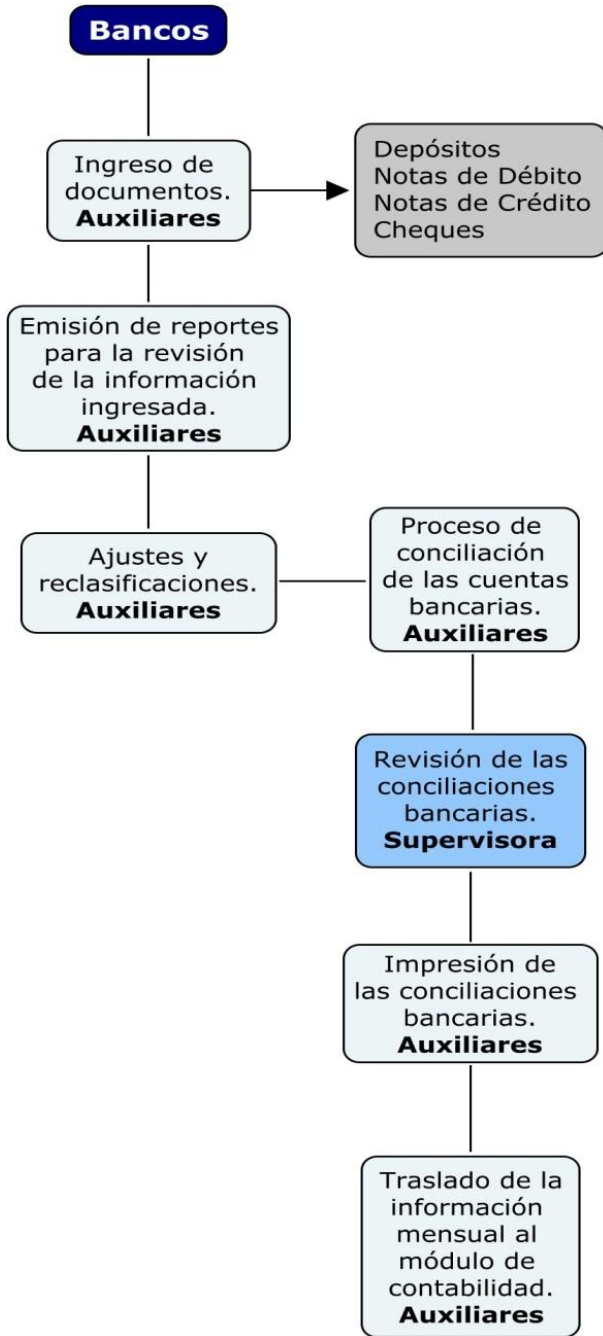 Bancos
Ingreso de
documentos.
Auxiliares
Depósitos
Notas de Débito
Notas de Crédito
Cheques
Emisión de reportes
para la revisión
de la información
ingresada.
Auxiliares
Ajustes y
reclasificaciones.
Auxiliares
Proceso de
conciliación
de las cuentas
bancarias.
Auxiliares
Revisión de las
conciliaciones
bancarias.
Supervisora
Impresión de
las conciliaciones
bancarias.
Auxiliares
Traslado de la
información
mensual al
módulo de
contabilidad.
Auxiliares